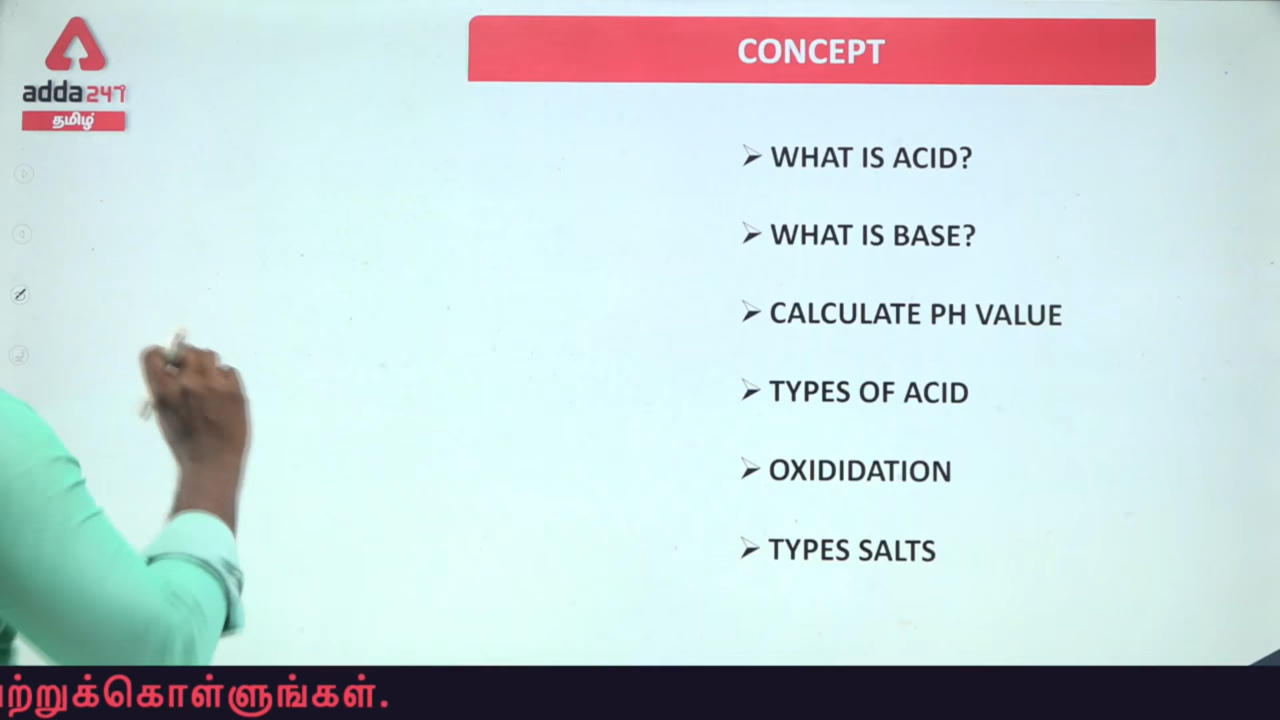 adda247
தமிழ்
CONCEPT
➢ WHAT IS ACID?
➢ WHAT IS BASE?
➢ CALCULATE PH VALUE
➢ TYPES OF ACID
➢ OXIDIDATION
➢ TYPES SALTS
ற்றுக்கொள்ளுங்கள்.